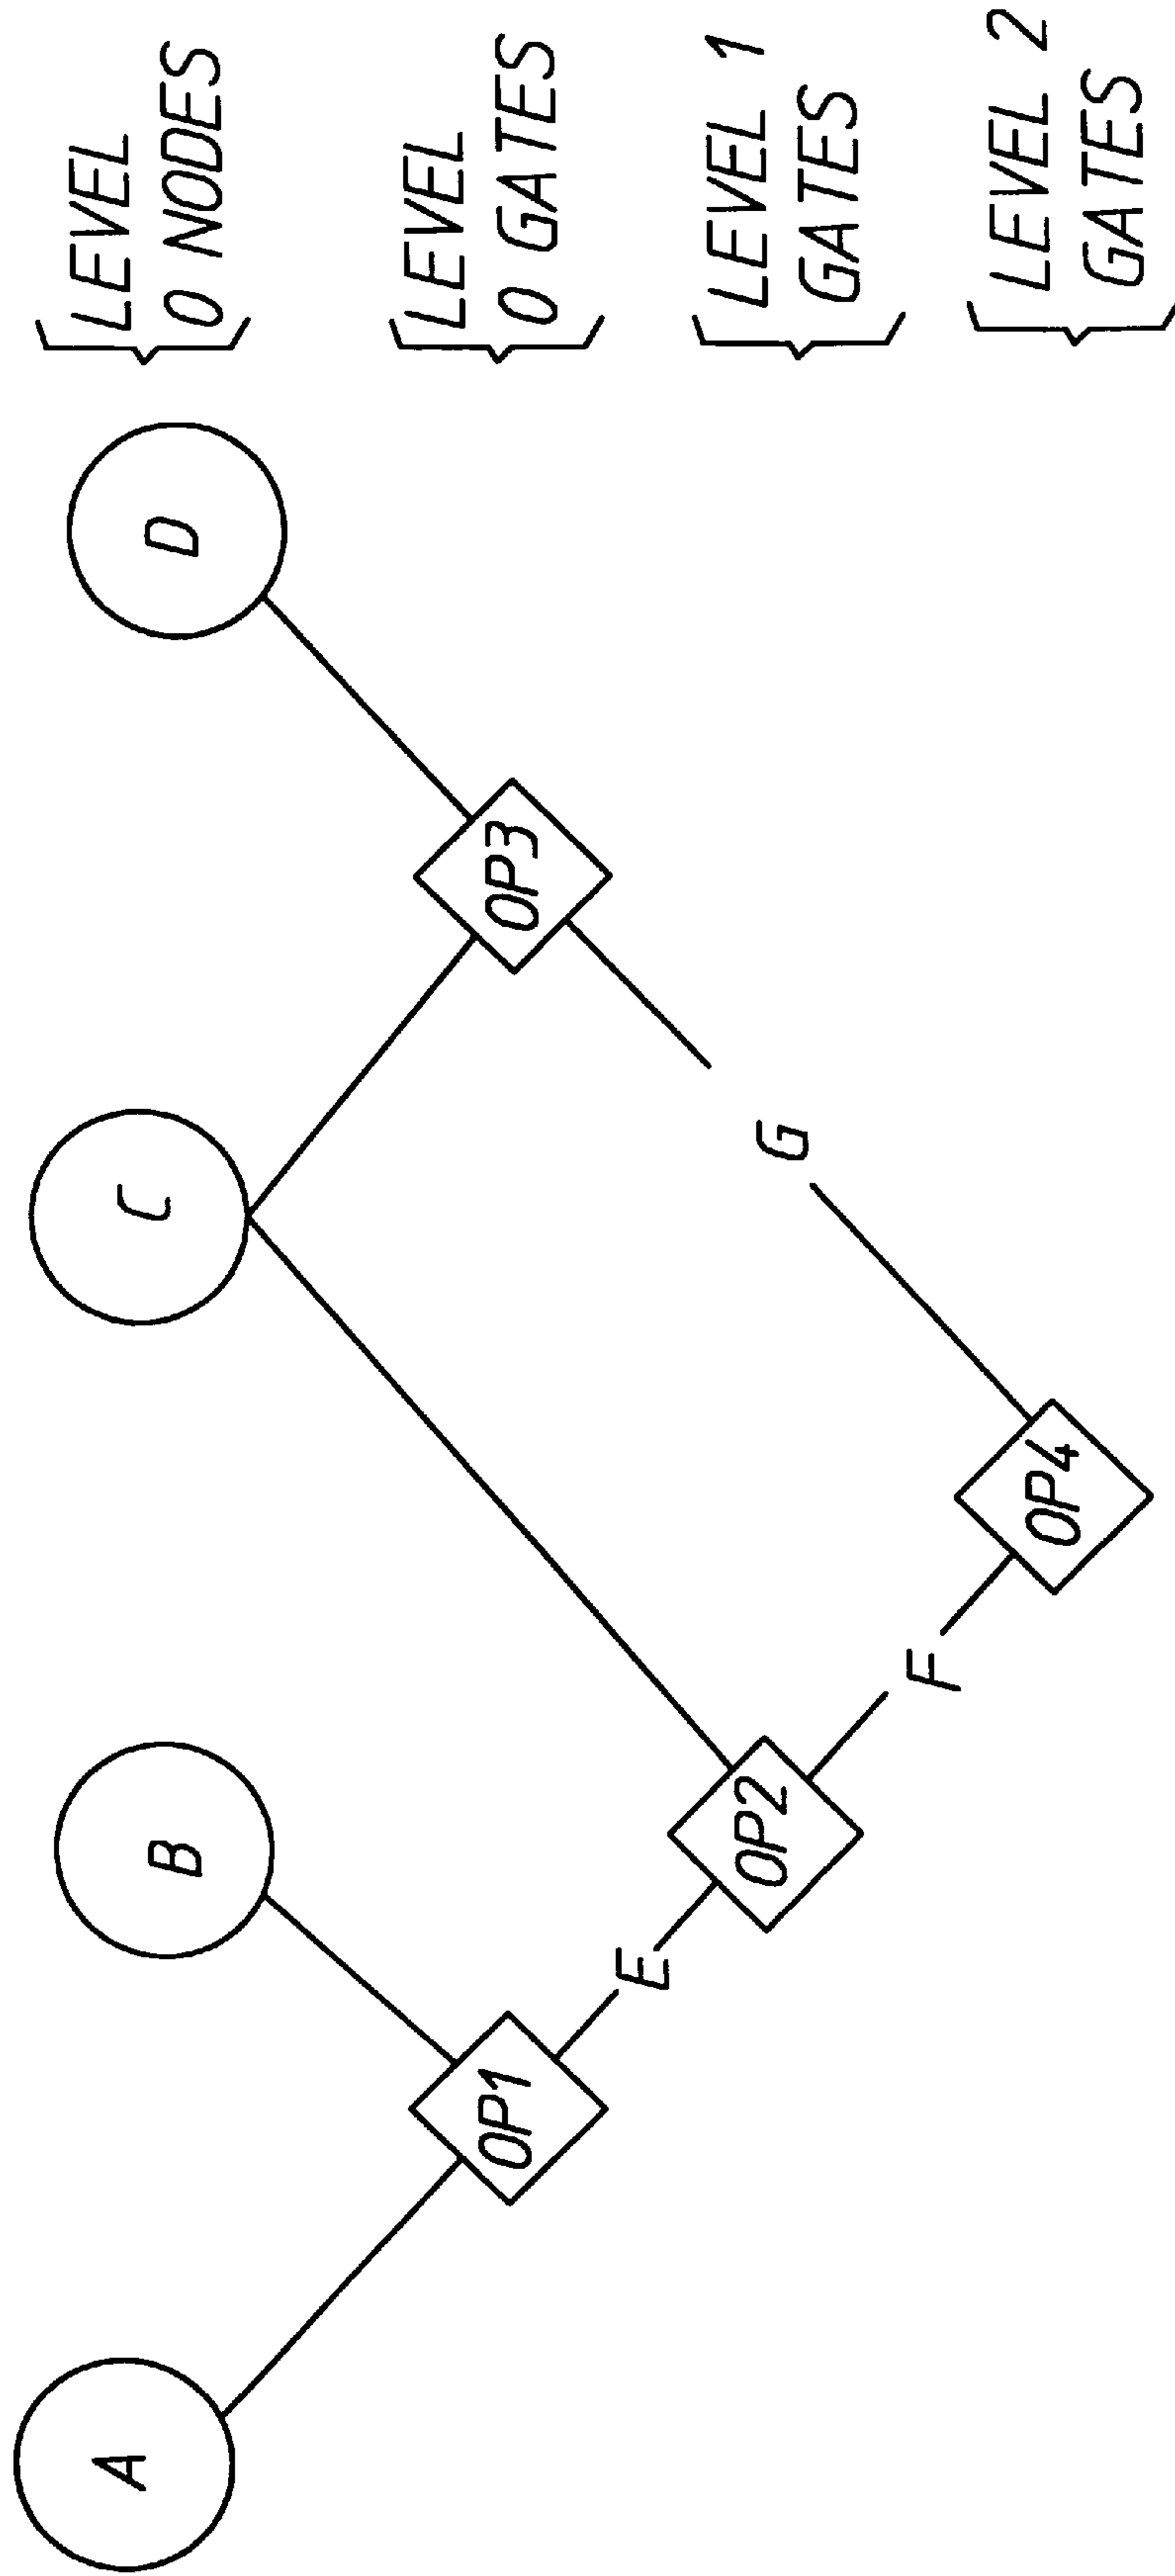 A
B
C
D
LEVEL
0 NODES
OP1
OP3
LEVEL
0 GATES
E
G
OP2
LEVEL 1
GATES
F
OP4
LEVEL 2
GATES